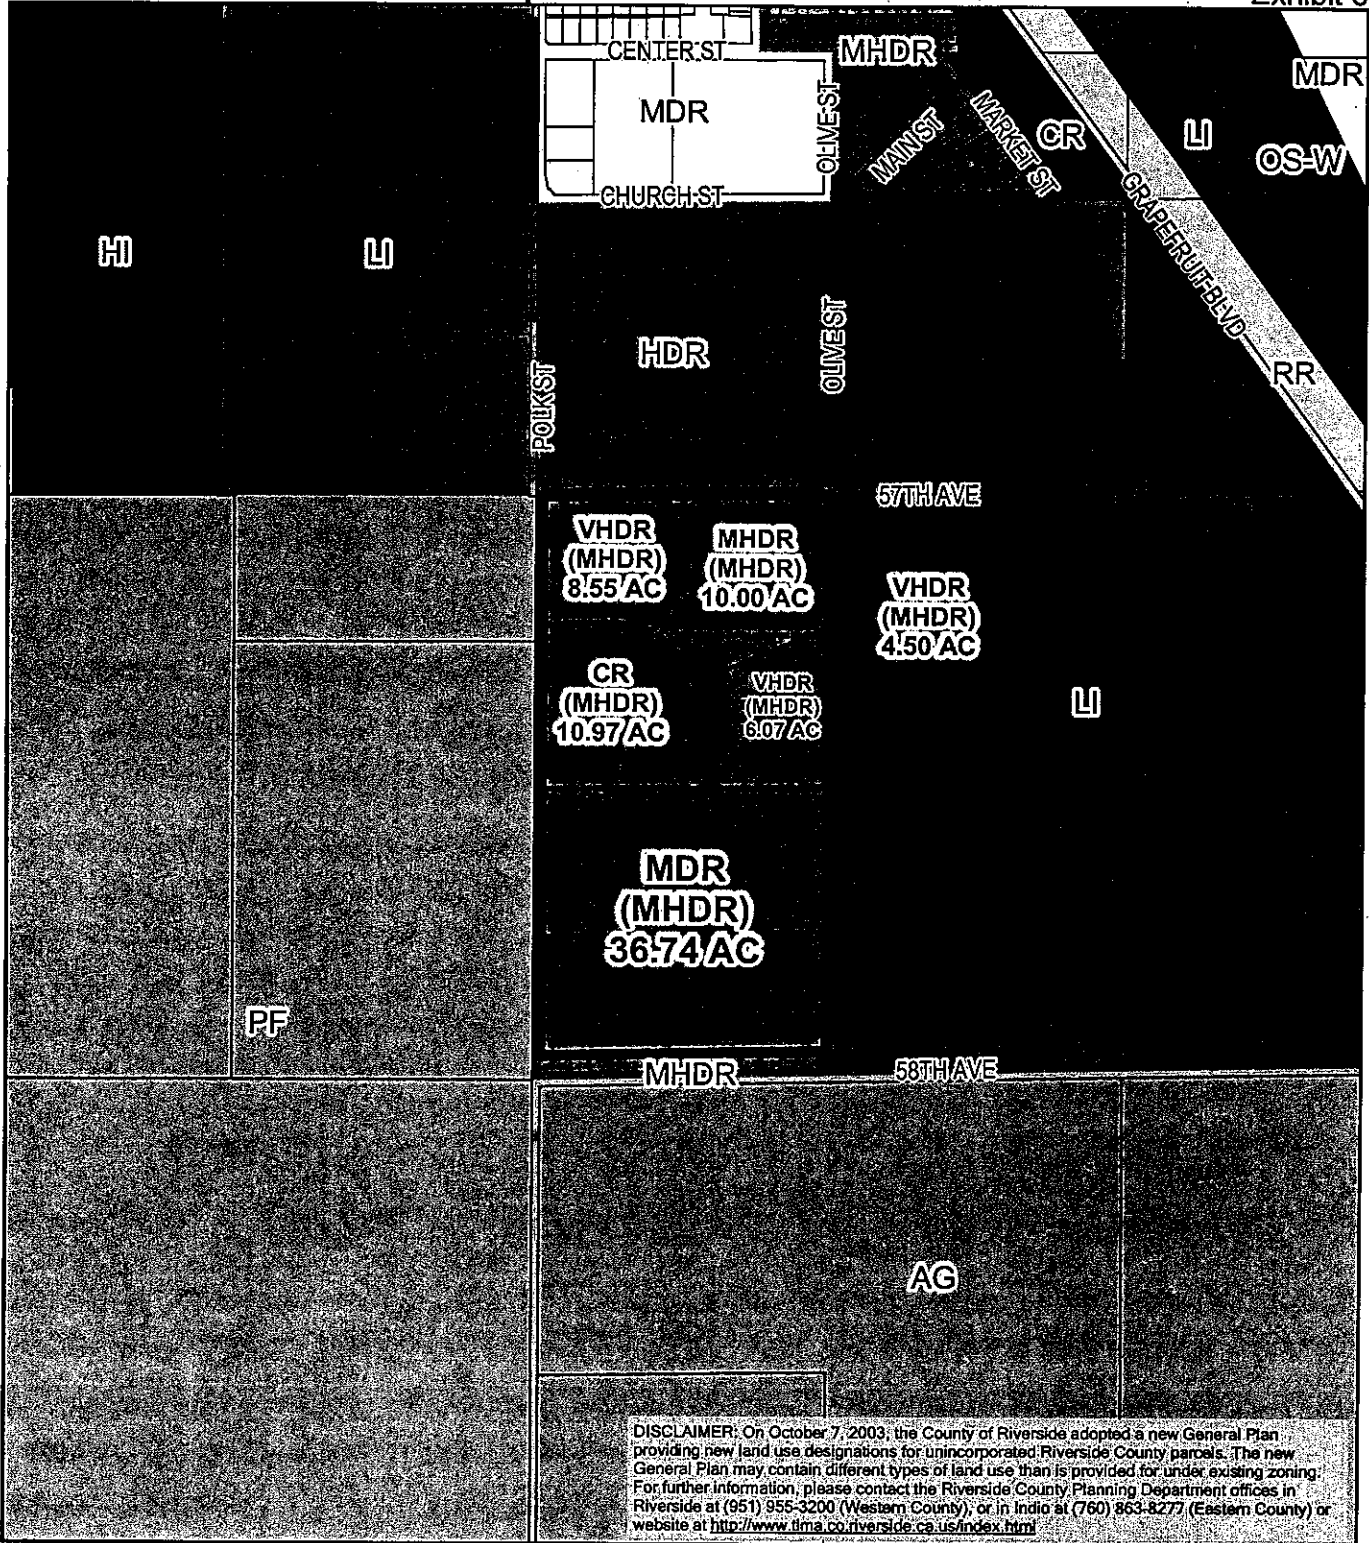 CENTER ST
MHDR
MDR
MDR
OLIVE ST
MAIN ST
MARKET ST
CR
LI
OS-W
CHURCH ST
GRAPEFRUIT BLVD
HI
LI
HDR
OLIVE ST
RR
POLK ST
57TH AVE
VHDR
(MHDR)
8.55 AC
MHDR
(MHDR)
10.00 AC
VHDR
(MHDR)
4.50 AC
CR
(MHDR)
10.97 AC
VHDR
(MHDR)
6.07 AC
LI
MDR
(MHDR)
36.74 AC
PF
MHDR
58TH AVE
AG
DISCLAIMER: On October 7, 2003, the County of Riverside adopted a new General Plan
providing new land use designations for unincorporated Riverside County parcels. The new
General Plan may contain different types of land use than is provided for under existing zoning.
For further information, please contact the Riverside County Planning Department offices in
Riverside at (951) 955-3200 (Western County), or in Indio at (760) 863-8277 (Eastern County) or
website at http://www.tlma.co.riverside.ca.us/index.html